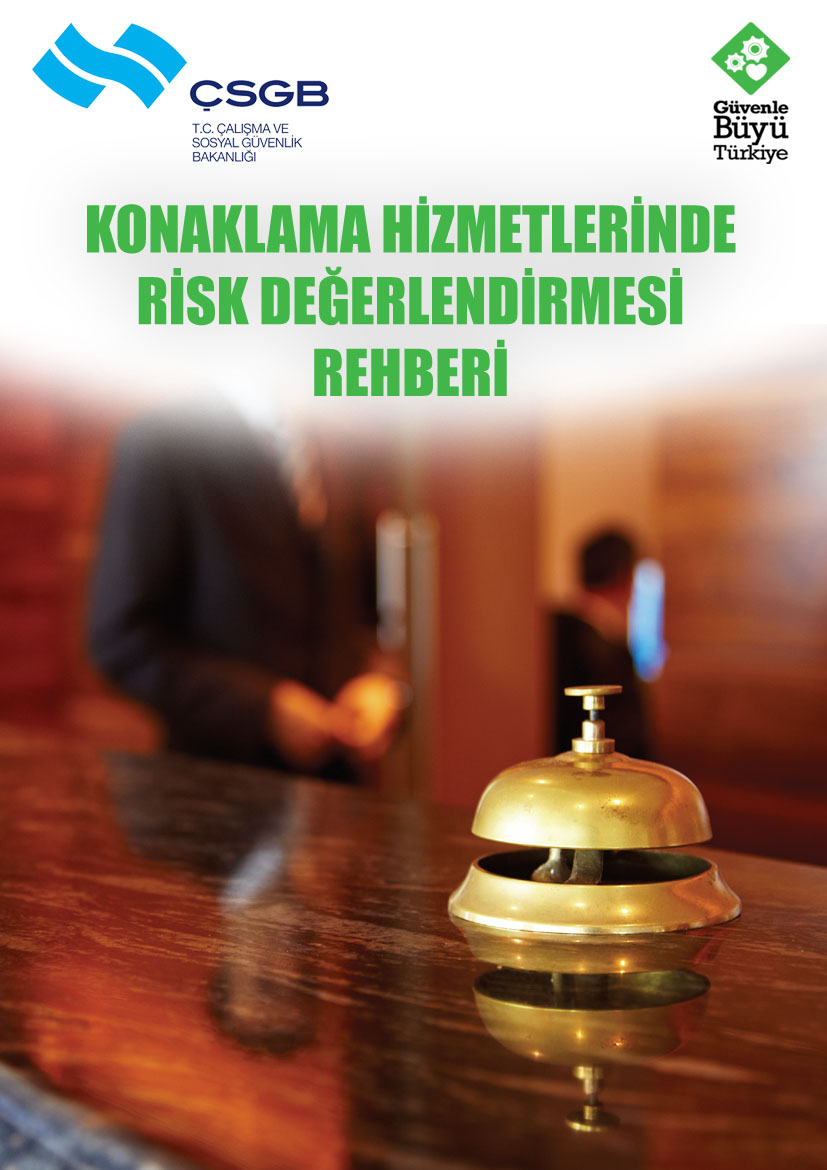 ÇSGB
T.C. ÇALIŞMA VE
SOSYAL GÜVENLİK
BAKANLIĞI
Güvenle
Büyü
Türkiye
KONAKLAMA HİZMETLERİNDE
RİSK DEĞERLENDİRMESİ
REHBERİ